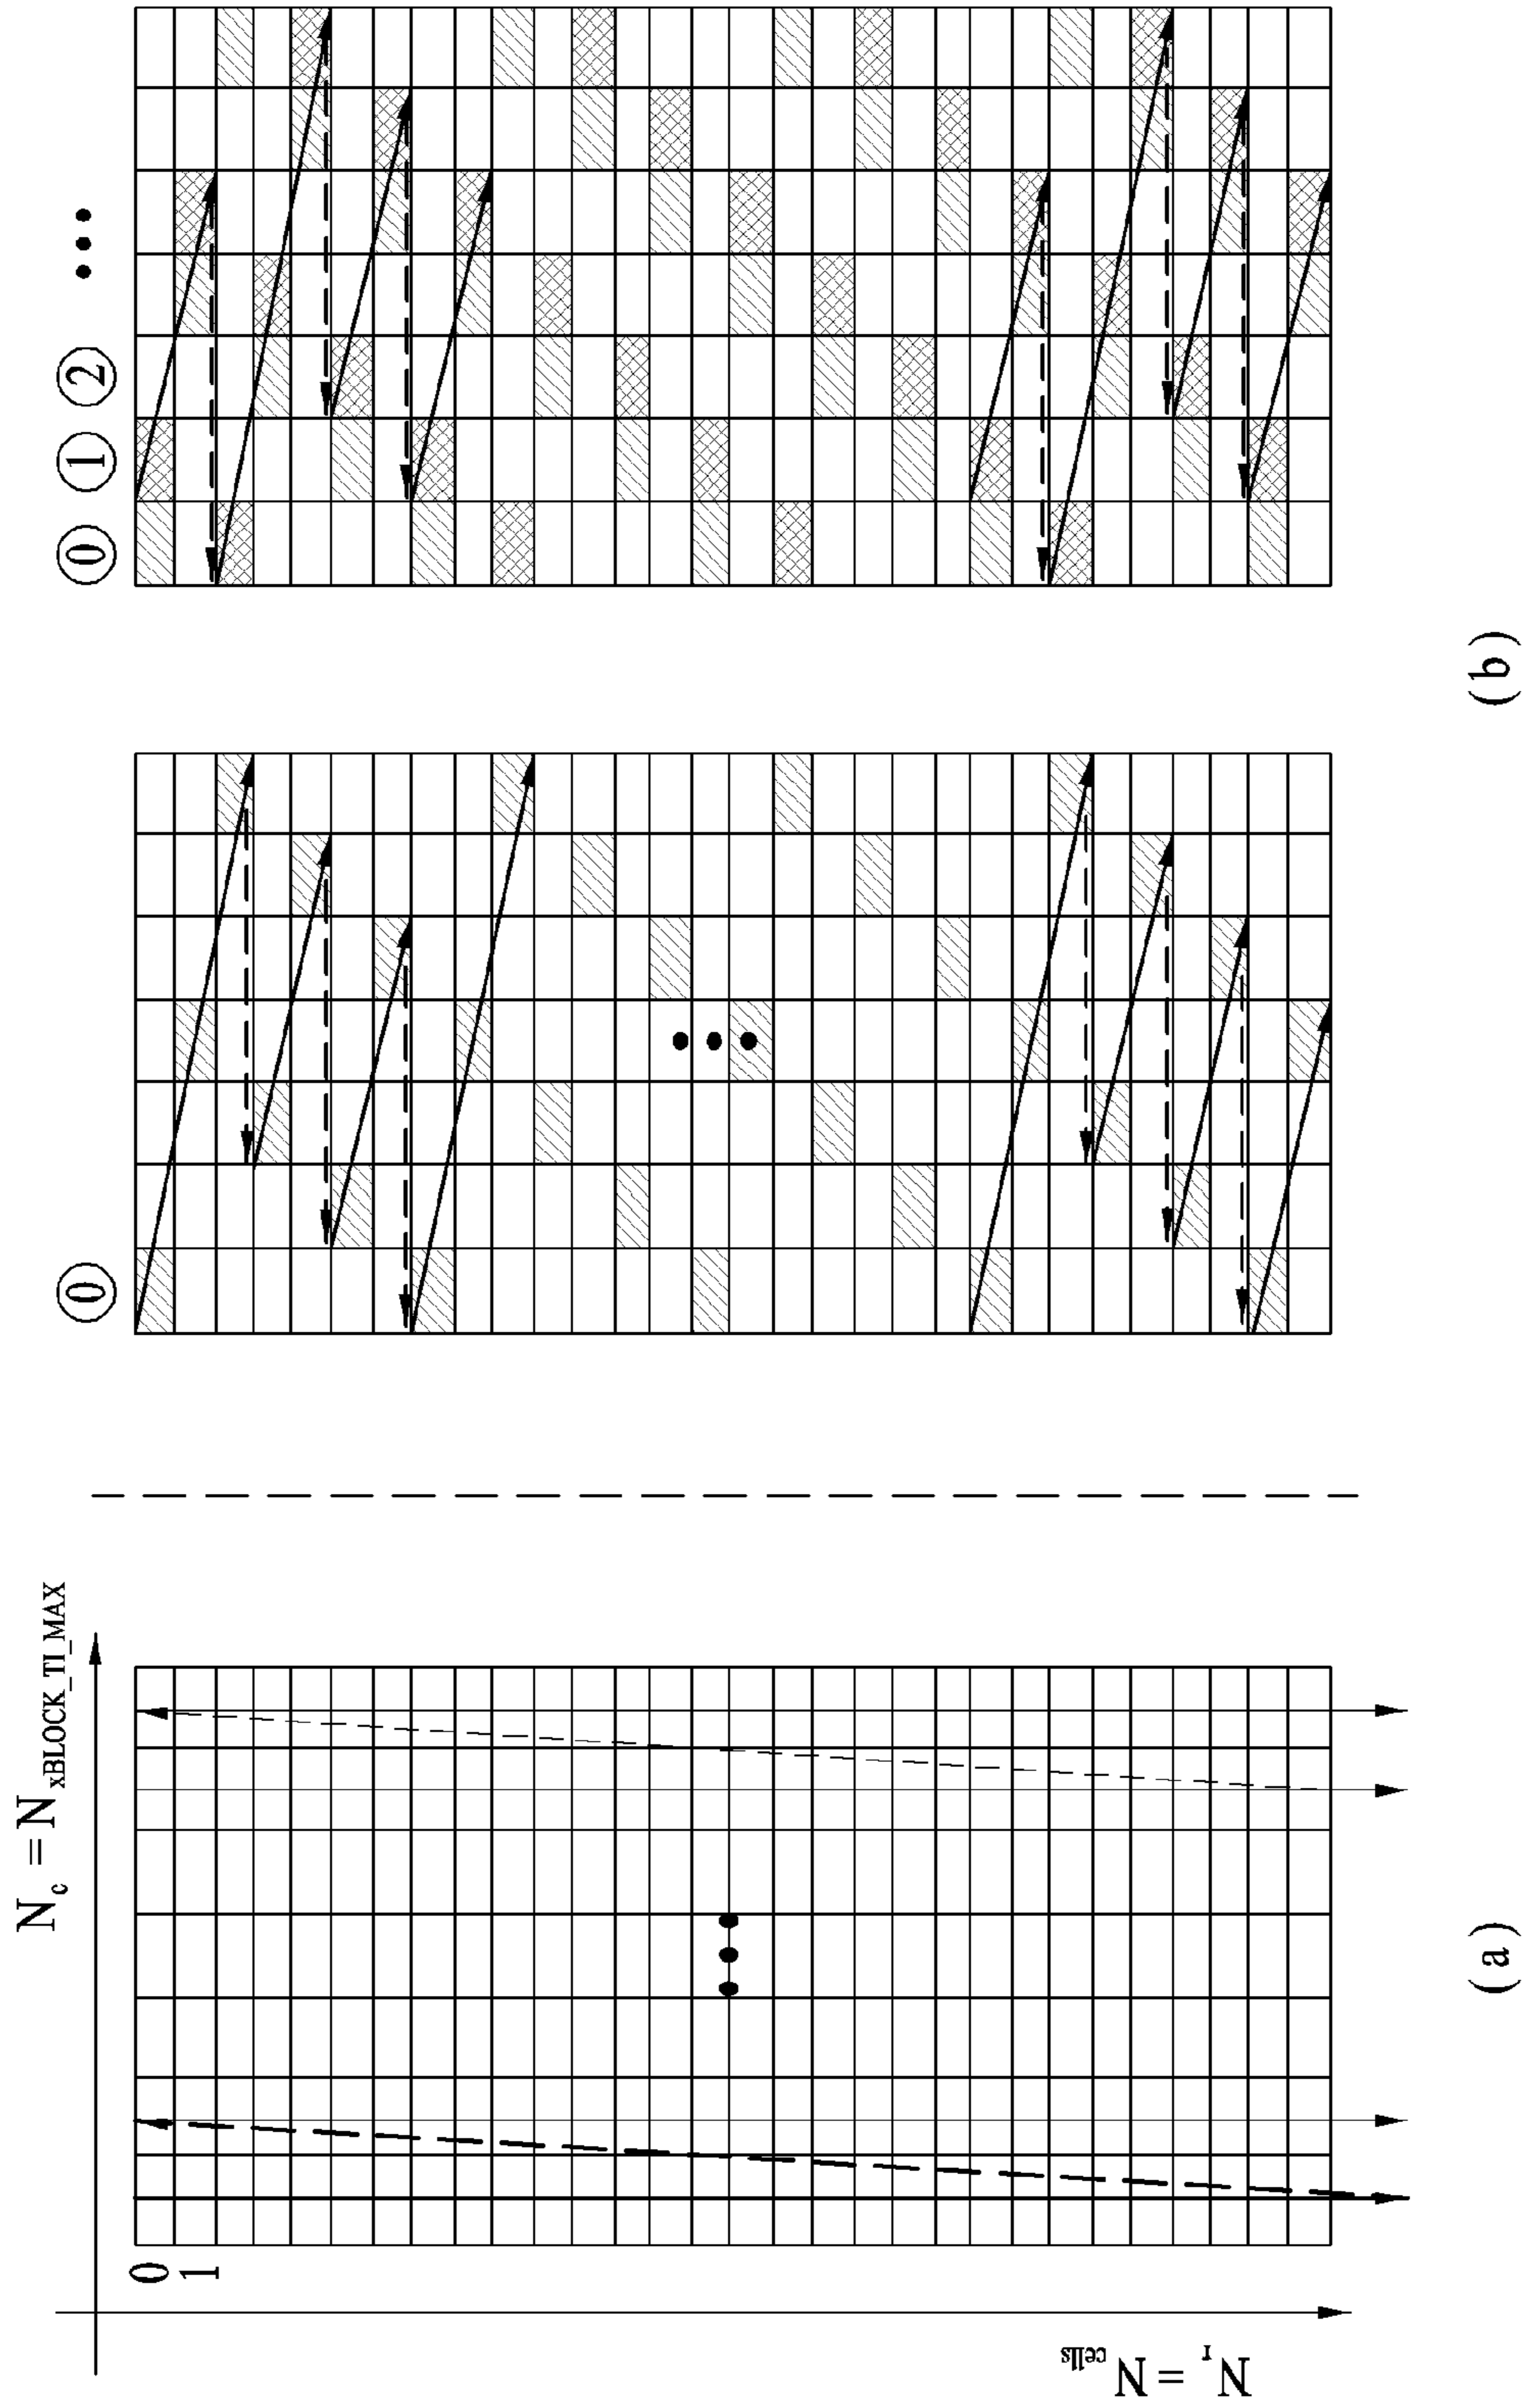 N_c = N_xBLOCK_TI_MAX
0
1
N_r = N_cells
(a)
0
0 1 2 •••
(b)